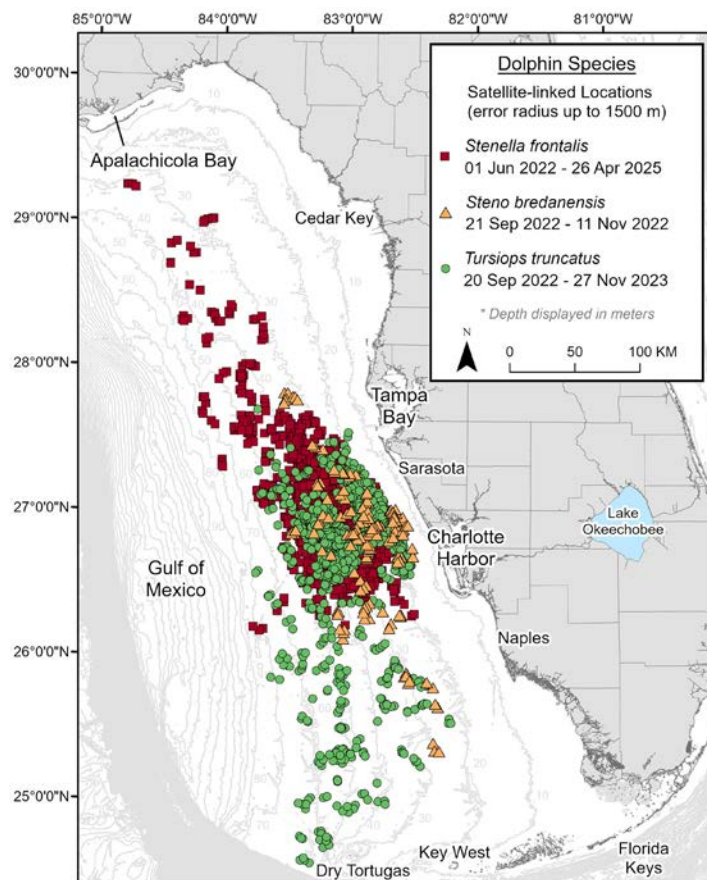 85°0'0"W 84°0'0"W 83°0'0"W 82°0'0"W 81°0'0"W
30°0'0"N
29°0'0"N
28°0'0"N
27°0'0"N
26°0'0"N
25°0'0"N
Dolphin Species
Satellite-linked Locations
(error radius up to 1500 m)
Stenella frontalis
01 Jun 2022 - 26 Apr 2025
Steno bredanensis
21 Sep 2022 - 11 Nov 2022
Tursiops truncatus
20 Sep 2022 - 27 Nov 2023
* Depth displayed in meters
N
0 50 100 KM
Apalachicola Bay
Cedar Key
Tampa
Bay
Sarasota
Lake
Okeechobee
Charlotte
Harbor
Gulf of
Mexico
Naples
Key West
Florida
Keys
Dry Tortugas